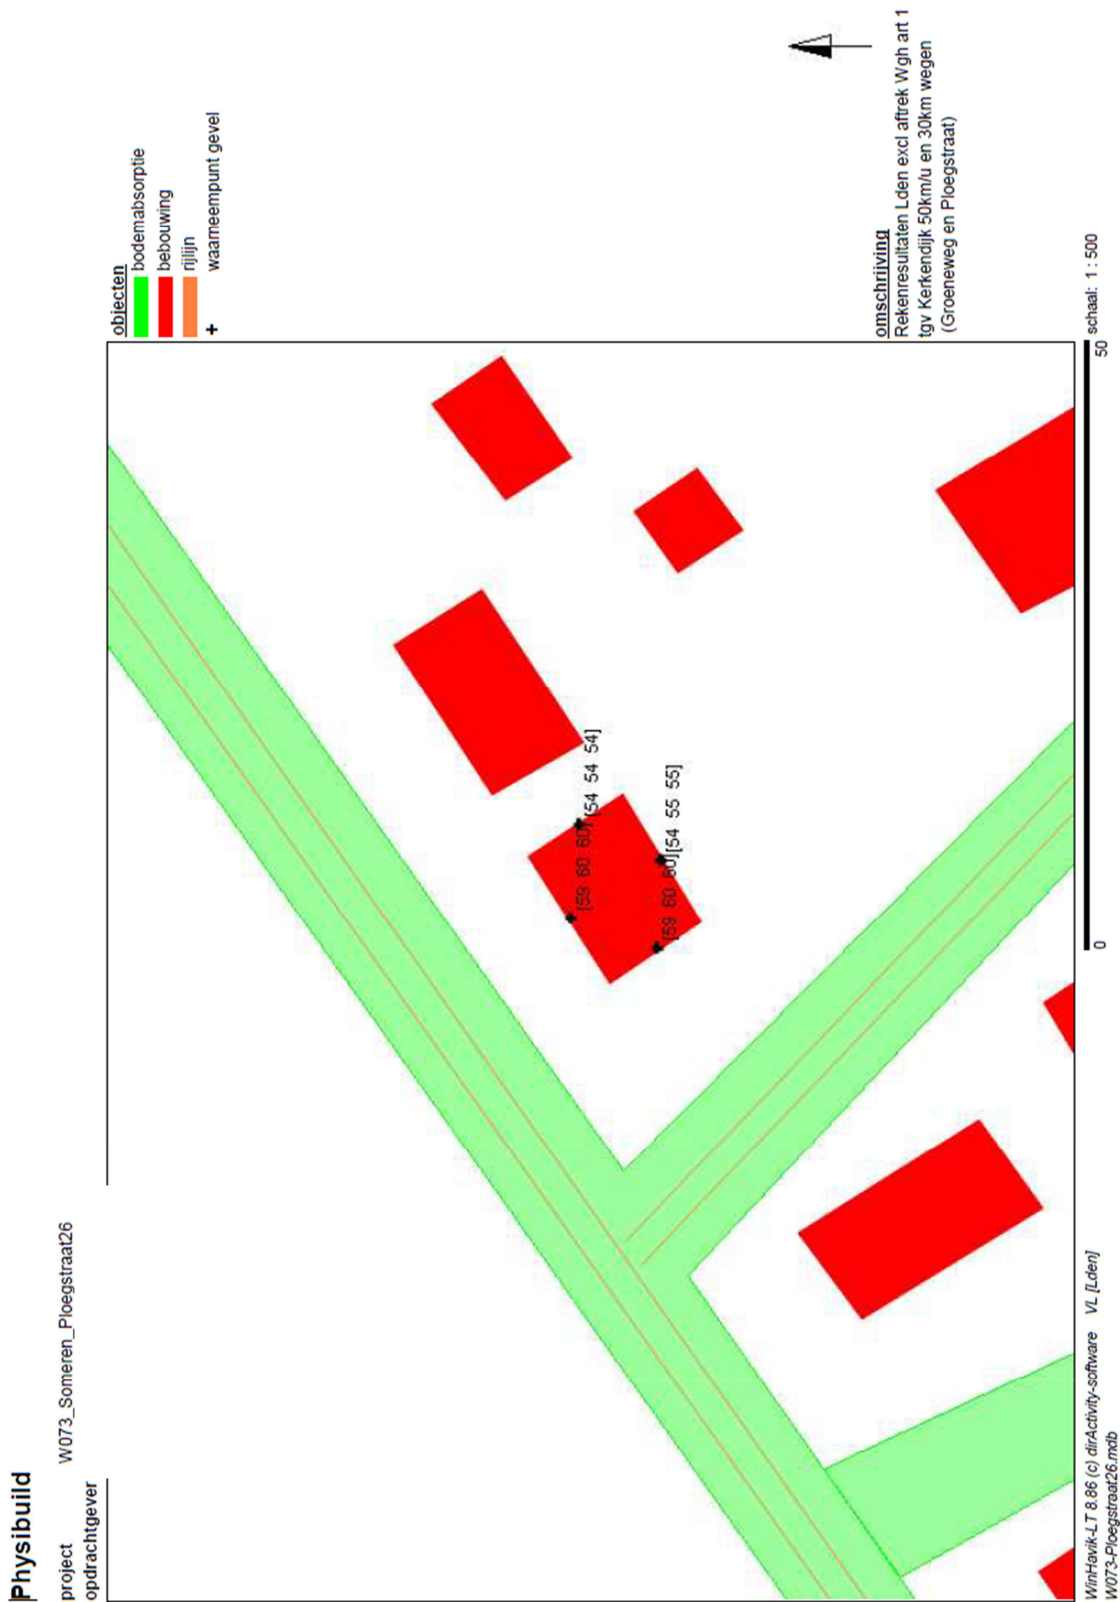 Physibuild
project W073_Someren_Ploegstraat26
opdrachtgever
objecten
bodemabsorptie
bebouwing
rijlijn
+ waarneempunt gevel
[59 60 60]
[54 54 54]
[59 60 60]
[54 55 55]
omschrijving
Rekenresultaten Lden excl aftrek Wgh art 1
tgv Kerkendijk 50km/u en 30km wegen
(Groeneweg en Ploegstraat)
0 50 schaal: 1 : 500
WinHavik-LT 8.86 (c) dirActivity-software VL [Lden]
W073-Ploegstraat26.mdb